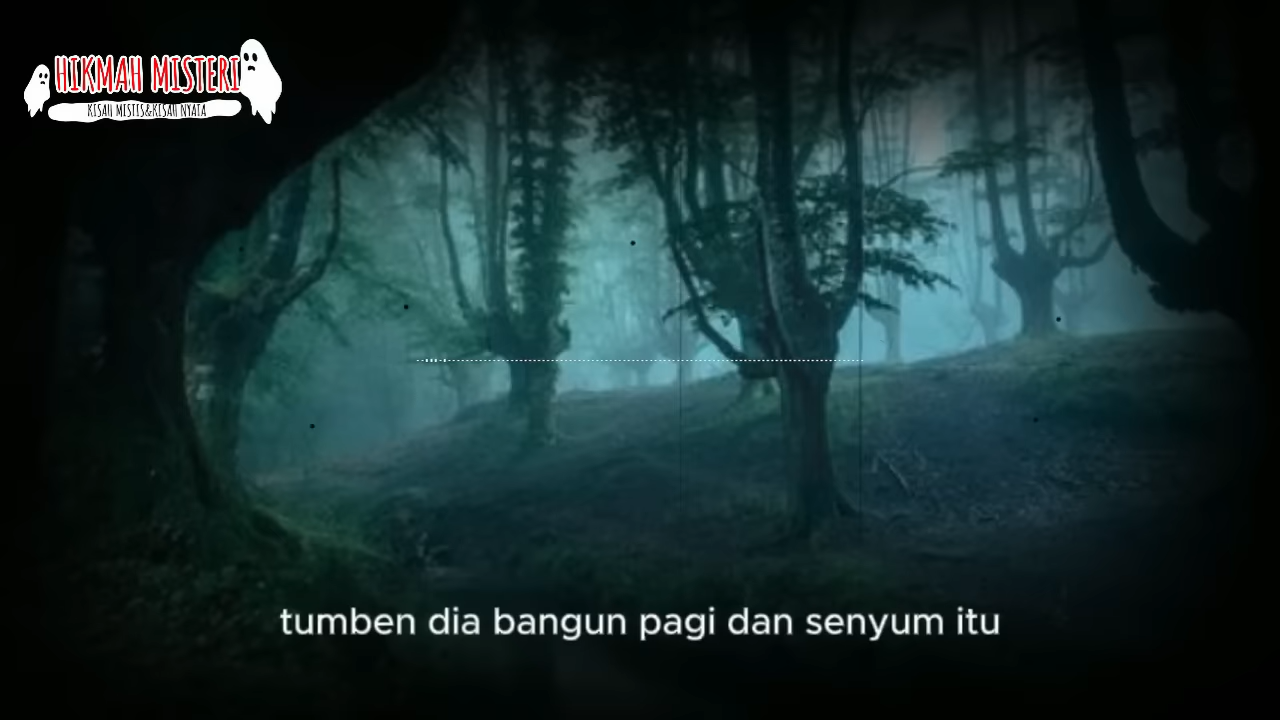 HIKMAH MISTERI
KISAH MISTIS&KISAH NYATA
tumben dia bangun pagi dan senyum itu